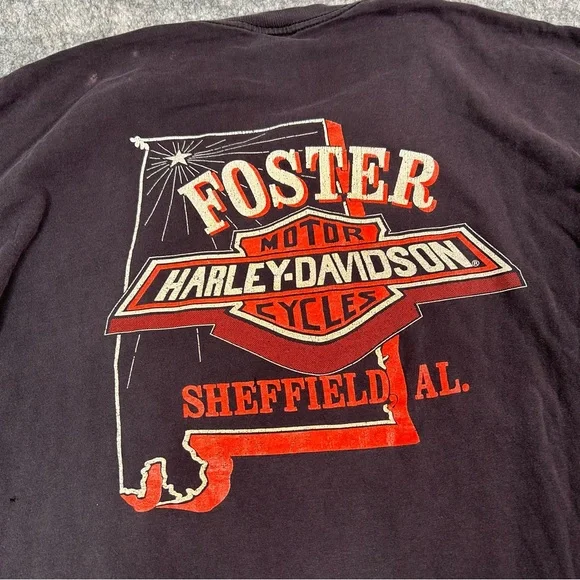 FOSTER
MOTOR
HARLEY-DAVIDSON®
CYCLES
SHEFFIELD, AL.